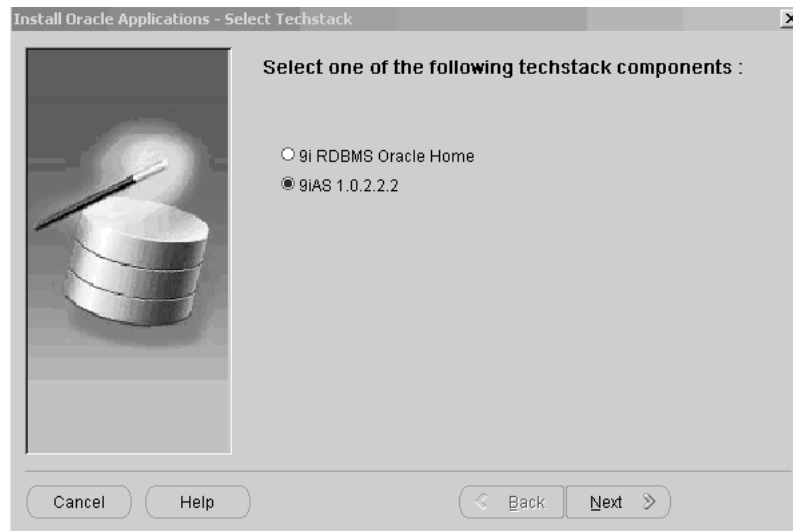 Install Oracle Applications - Select Techstack
Select one of the following techstack components :
9i RDBMS Oracle Home
9iAS 1.0.2.2.2
Cancel
Help
Back
Next